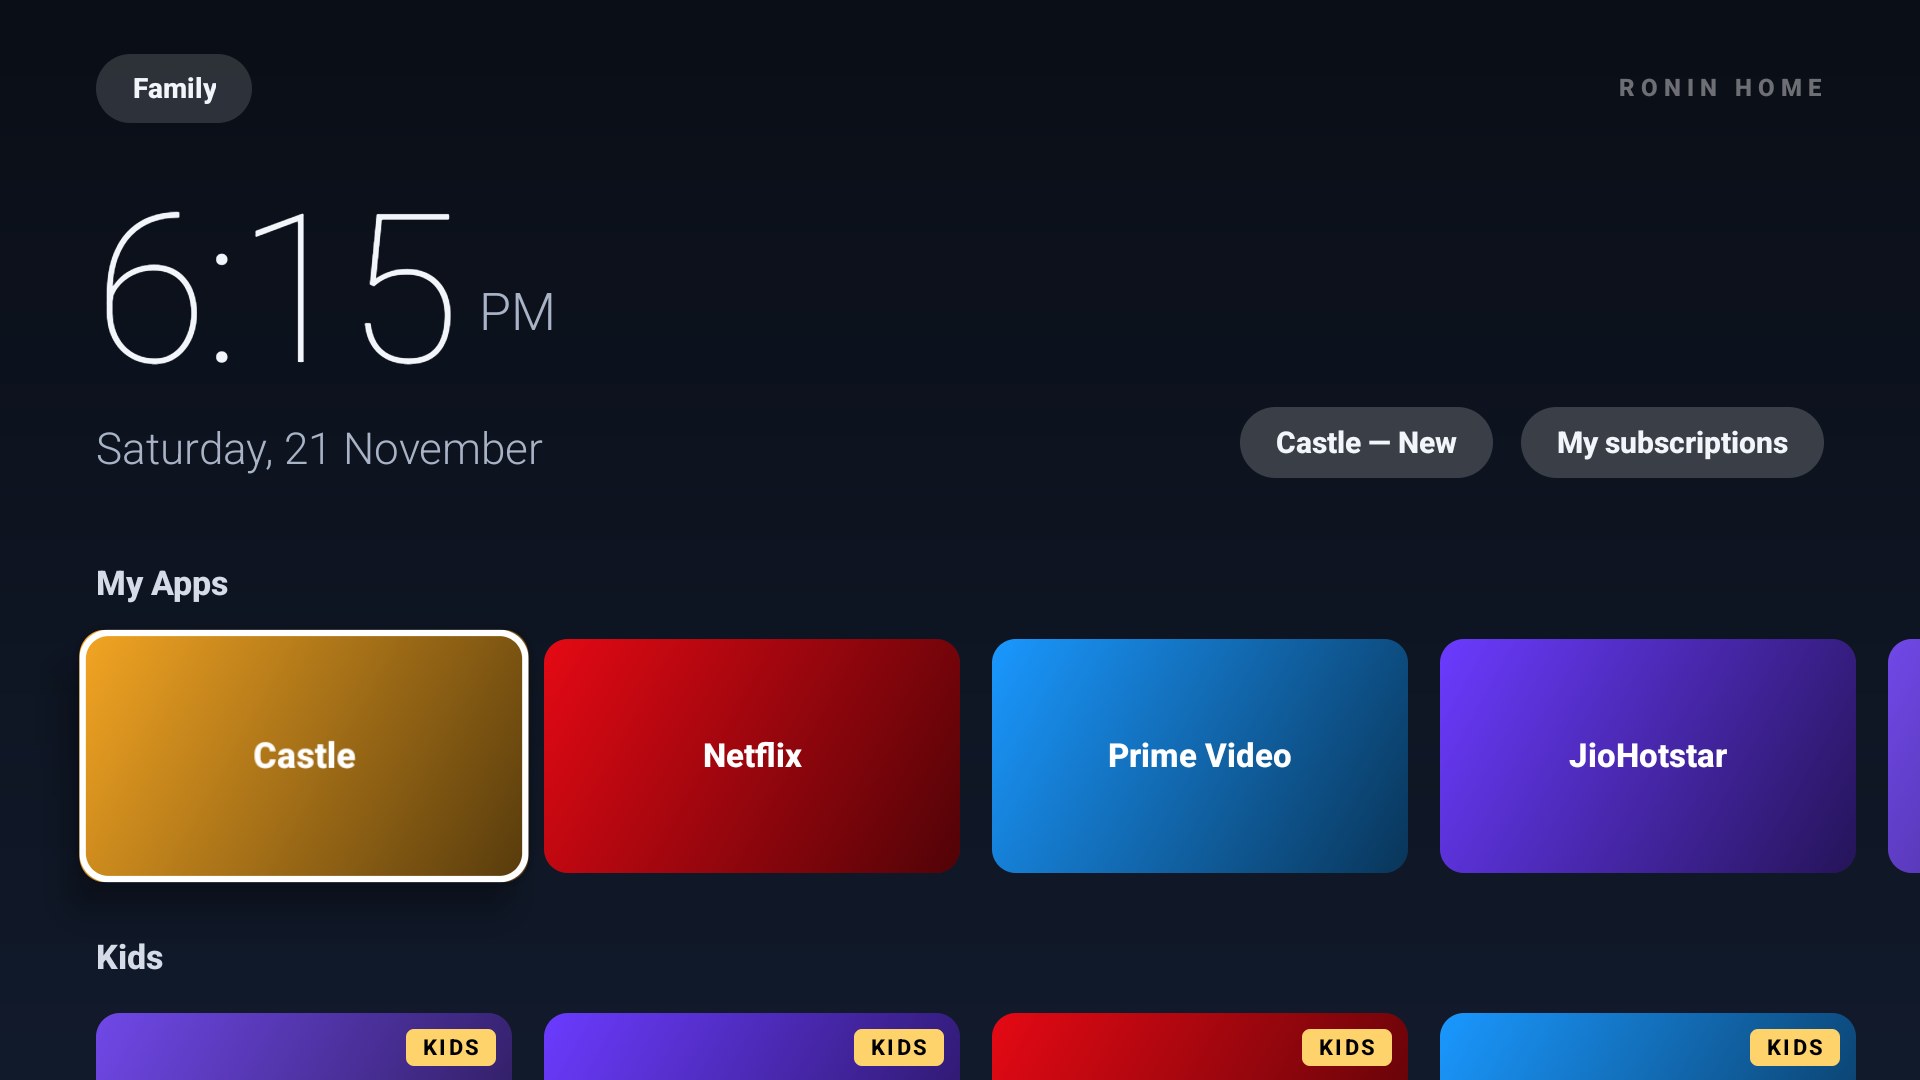 Family
RONIN HOME
6:15 PM
Saturday, 21 November
Castle — New
My subscriptions
My Apps
Castle
Netflix
Prime Video
JioHotstar
Kids
KIDS
KIDS
KIDS
KIDS